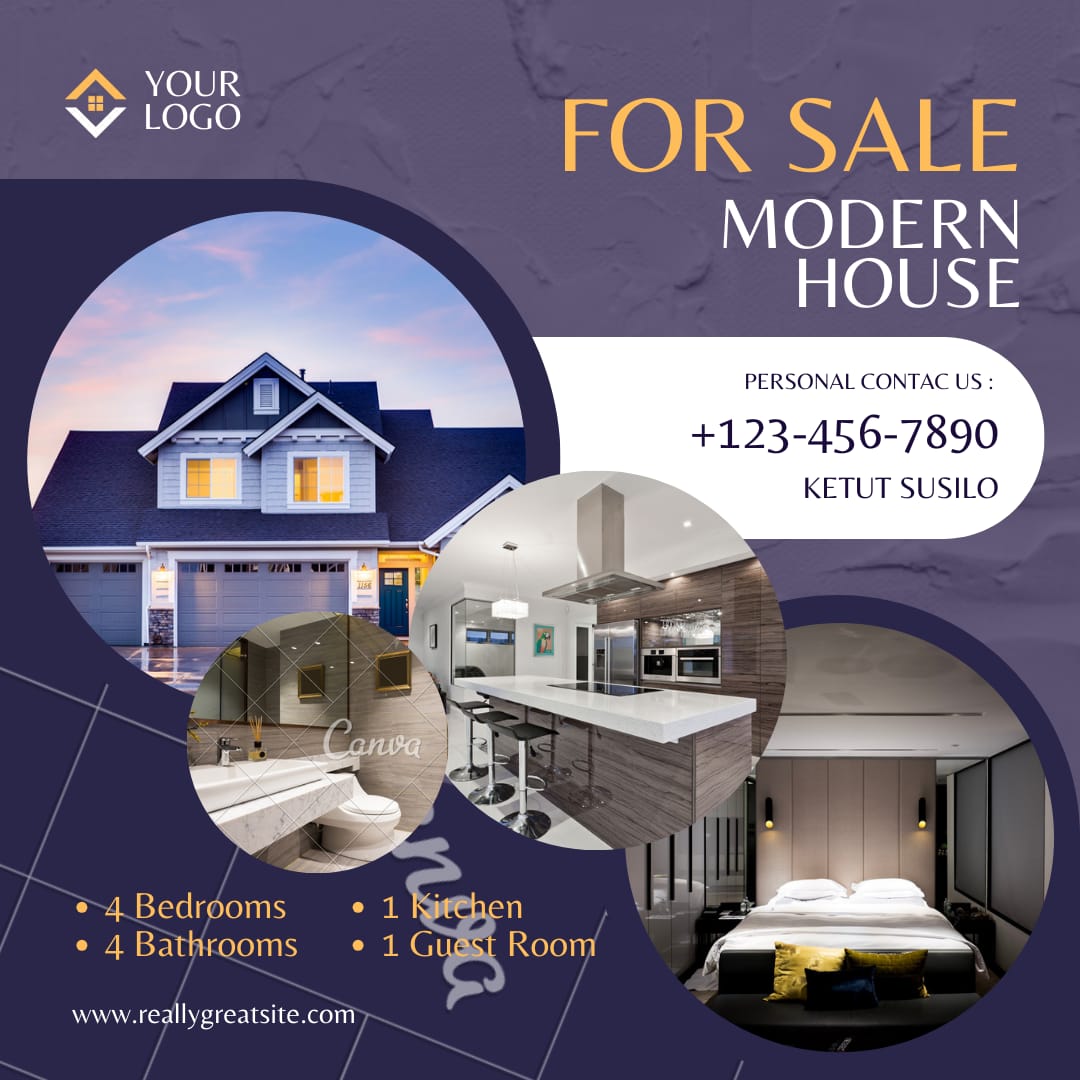 YOUR
LOGO
FOR SALE
MODERN
HOUSE
PERSONAL CONTAC US :
+123-456-7890
KETUT SUSILO
1156
Canva
• 4 Bedrooms
• 4 Bathrooms
• 1 Kitchen
• 1 Guest Room
www.reallygreatsite.com